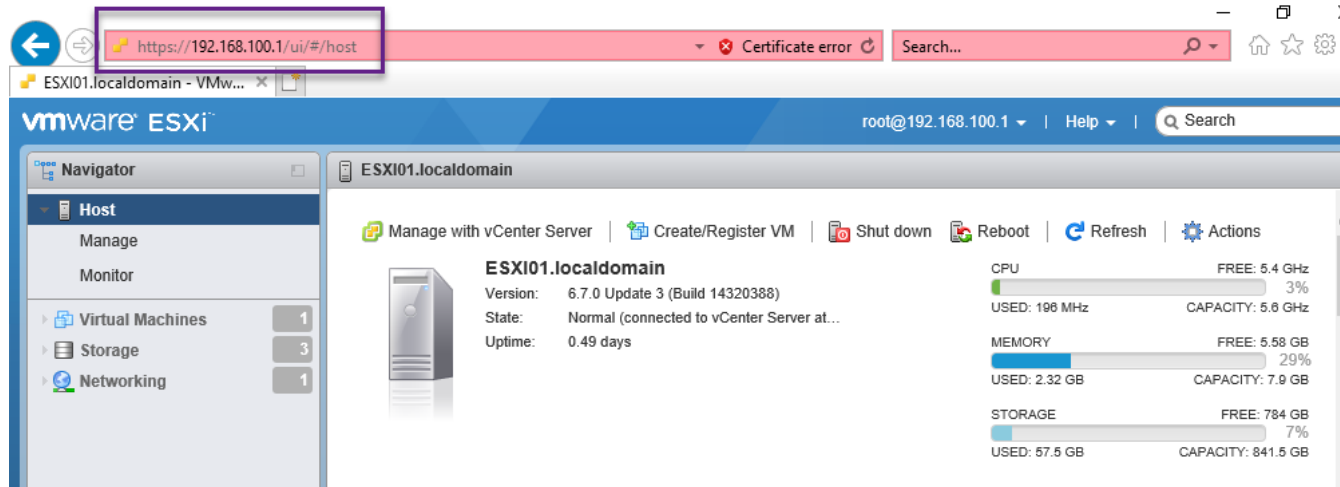 https://192.168.100.1/ui/#/host Certificate error Search...
ESXI01.localdomain - VMw...
vmware ESXi
root@192.168.100.1 | Help | Search
Navigator
Host
Manage
Monitor
Virtual Machines 1
Storage 3
Networking 1
ESXI01.localdomain
Manage with vCenter Server | Create/Register VM | Shut down Reboot | Refresh | Actions
ESXI01.localdomain
Version: 6.7.0 Update 3 (Build 14320388)
State: Normal (connected to vCenter Server at...
Uptime: 0.49 days
CPU FREE: 5.4 GHz
3%
USED: 196 MHz CAPACITY: 5.6 GHz
MEMORY FREE: 5.58 GB
29%
USED: 2.32 GB CAPACITY: 7.9 GB
STORAGE FREE: 784 GB
7%
USED: 57.5 GB CAPACITY: 841.5 GB